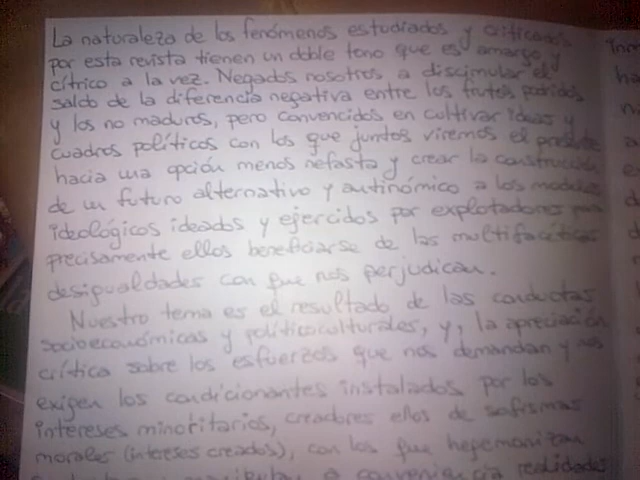 La naturaleza de los fenómenos estudiados y criticados
por esta revista tienen un doble tono que es amargo y
cítrico a la vez. Negados nosotros a discimular el
saldo de la diferencia negativa entre los frutos podridos
y los no maduros, pero convencidos en cultivar ideas y
cuadros políticos con los que juntos viremos el presente
hacia una opción menos nefasta y crear la construcción
de un futuro alternativo y autinómico a los modelos
ideológicos ideados y ejercidos por explotadores para
precisamente ellos beneficiarse de las multifacéticas
desigualdades con que nos perjudican.
Nuestro tema es el resultado de las conductas
socioeconómicas y políticoculturales, y, la apreciación
crítica sobre los esfuerzos que nos demandan y nos
exigen los condicionantes instalados por los
intereses minoritarios, creadores ellos de sofismas
morales (intereses creados), con los que hegemonizan
a conveniencia realidades